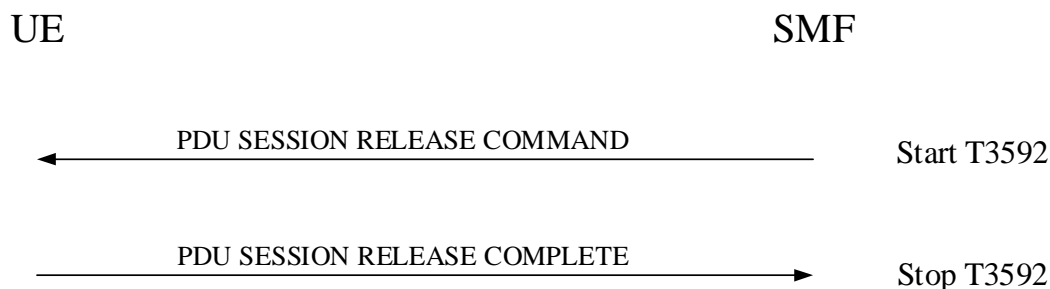 UE SMF
PDU SESSION RELEASE COMMAND Start T3592
PDU SESSION RELEASE COMPLETE Stop T3592